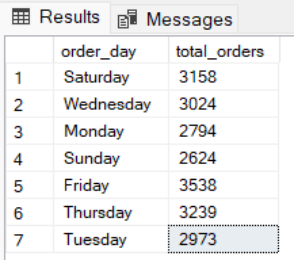 Results Messages
order_day total_orders
1 Saturday 3158
2 Wednesday 3024
3 Monday 2794
4 Sunday 2624
5 Friday 3538
6 Thursday 3239
7 Tuesday 2973